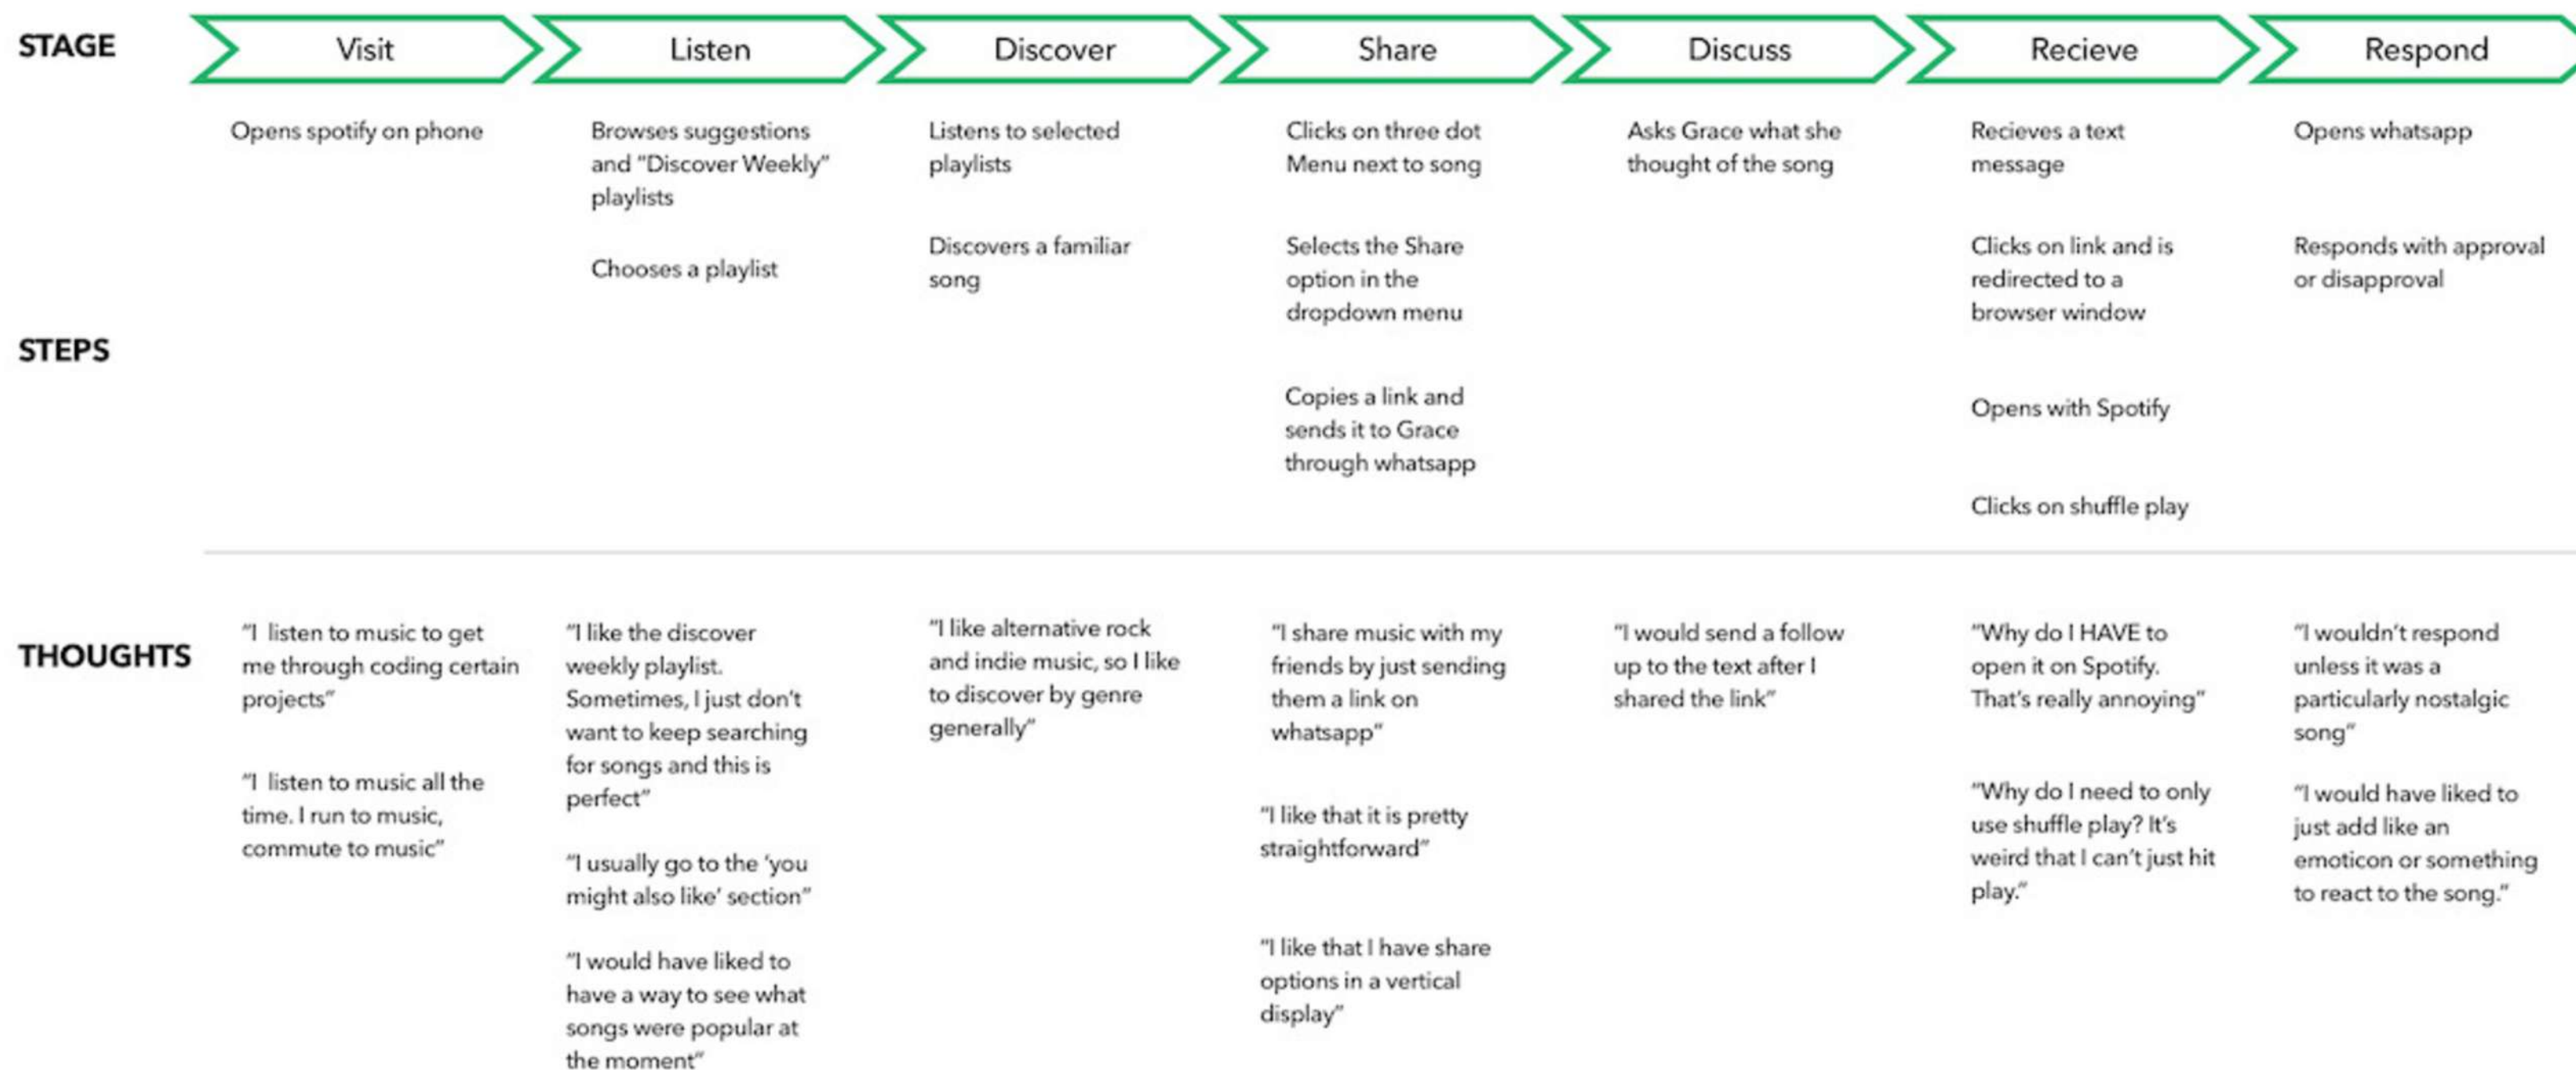 STAGE
Visit
Listen
Discover
Share
Discuss
Recieve
Respond
STEPS
Opens spotify on phone
Browses suggestions
and "Discover Weekly"
playlists
Chooses a playlist
Listens to selected
playlists
Discovers a familiar
song
Clicks on three dot
Menu next to song
Selects the Share
option in the
dropdown menu
Copies a link and
sends it to Grace
through whatsapp
Asks Grace what she
thought of the song
Recieves a text
message
Clicks on link and is
redirected to a
browser window
Opens with Spotify
Clicks on shuffle play
Opens whatsapp
Responds with approval
or disapproval
THOUGHTS
"I listen to music to get
me through coding certain
projects"
"I listen to music all the
time. I run to music,
commute to music"
"I like the discover
weekly playlist.
Sometimes, I just don't
want to keep searching
for songs and this is
perfect"
"I usually go to the 'you
might also like' section"
"I would have liked to
have a way to see what
songs were popular at
the moment"
"I like alternative rock
and indie music, so I like
to discover by genre
generally"
"I share music with my
friends by just sending
them a link on
whatsapp"
"I like that it is pretty
straightforward"
"I like that I have share
options in a vertical
display"
"I would send a follow
up to the text after I
shared the link"
"Why do I HAVE to
open it on Spotify.
That's really annoying"
"Why do I need to only
use shuffle play? It's
weird that I can't just hit
play."
"I wouldn't respond
unless it was a
particularly nostalgic
song"
"I would have liked to
just add like an
emoticon or something
to react to the song."